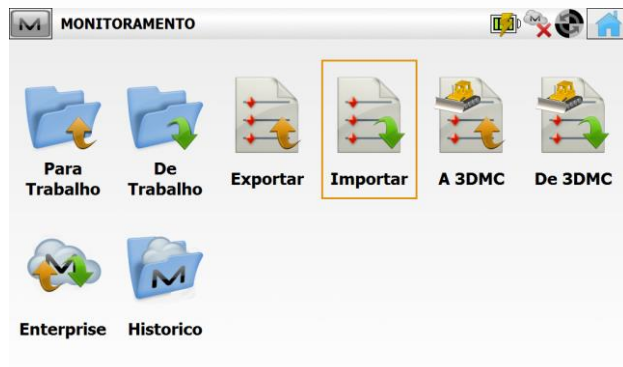 MONITORAMENTO
Para
Trabalho
De
Trabalho
Exportar
Importar
A 3DMC
De 3DMC
Enterprise
Historico